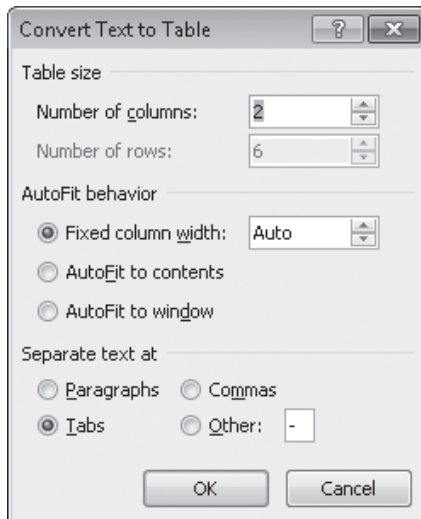 Convert Text to Table
Table size
Number of columns: 2
Number of rows: 6
AutoFit behavior
Fixed column width: Auto
AutoFit to contents
AutoFit to window
Separate text at
Paragraphs Commas
Tabs Other: -
OK Cancel